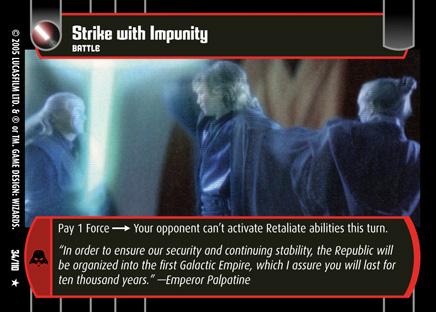 Strike with Impunity
BATTLE
Pay 1 Force → Your opponent can't activate Retaliate abilities this turn.
"In order to ensure our security and continuing stability, the Republic will
be organized into the first Galactic Empire, which I assure you will last for
ten thousand years." —Emperor Palpatine
© 2005 LUCASFILM LTD. & ® or TM. GAME DESIGN: WIZARDS.
34/110 ★